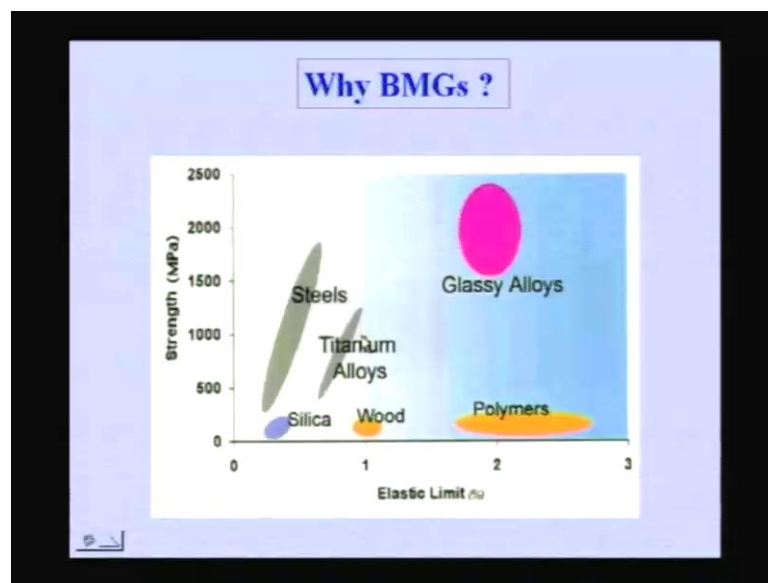 Why BMGs ?
2500
2000
1500
1000
500
0
Strength (MPa)
Steels
Titanium
Alloys
Silica
Wood
Glassy Alloys
Polymers
0
1
2
3
Elastic Limit (%)